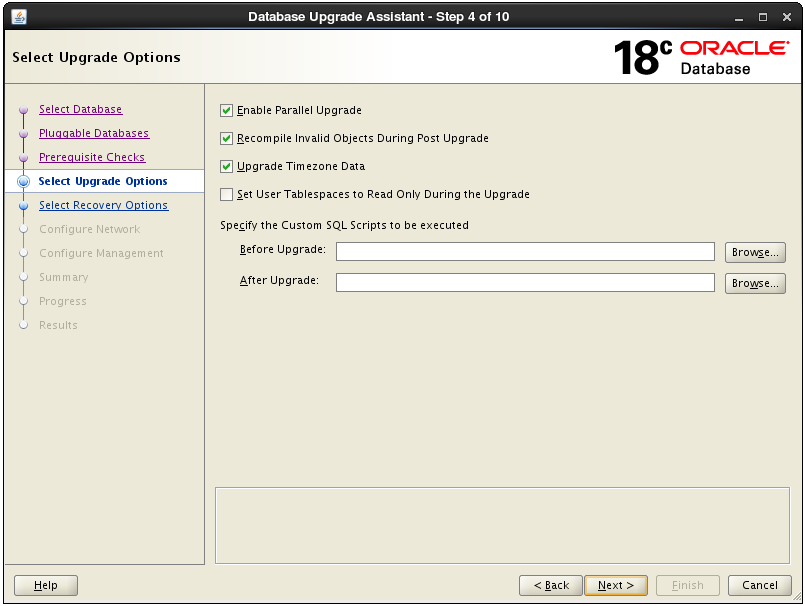 Database Upgrade Assistant - Step 4 of 10
Select Upgrade Options
18c ORACLE
Database
Select Database
Pluggable Databases
Prerequisite Checks
Select Upgrade Options
Select Recovery Options
Configure Network
Configure Management
Summary
Progress
Results
Enable Parallel Upgrade
Recompile Invalid Objects During Post Upgrade
Upgrade Timezone Data
Set User Tablespaces to Read Only During the Upgrade
Specify the Custom SQL Scripts to be executed
Before Upgrade: Browse...
After Upgrade: Browse...
Help < Back Next > Finish Cancel